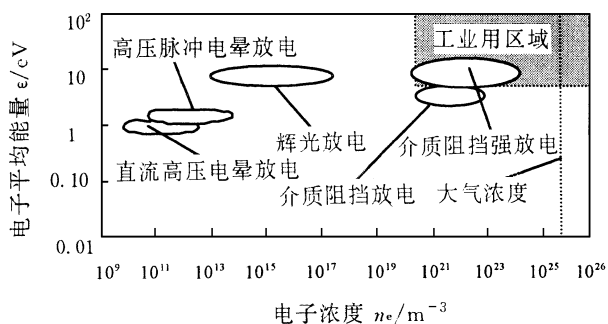 10²
高压脉冲电晕放电
工业用区域
10
1
辉光放电
介质阻挡强放电
直流高压电晕放电
0.10
介质阻挡放电
大气浓度
0.01
电子平均能量 ε/eV
10⁹ 10¹¹ 10¹³ 10¹⁵ 10¹⁷ 10¹⁹ 10²¹ 10²³ 10²⁵ 10²⁶
电子浓度 nₑ/m⁻³